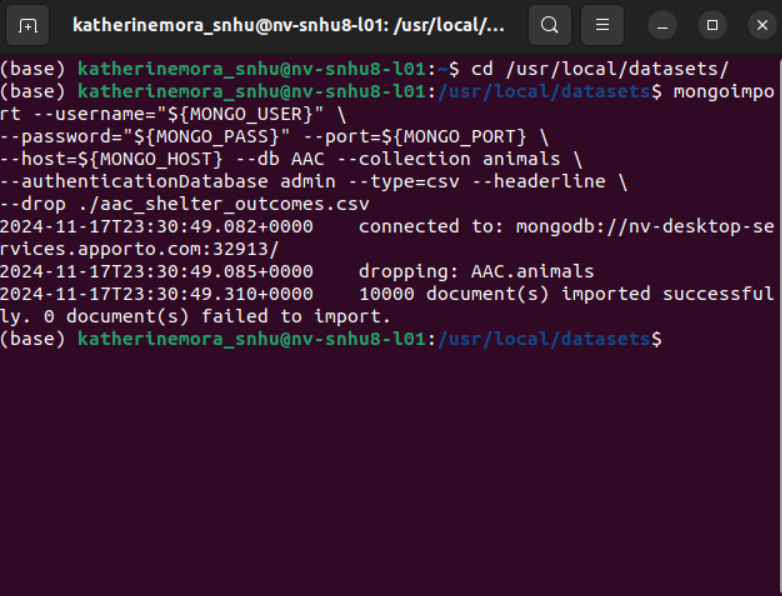 katherinemora_snhu@nv-snhu8-l01: /usr/local/...
(base) katherinemora_snhu@nv-snhu8-l01:~$ cd /usr/local/datasets/
(base) katherinemora_snhu@nv-snhu8-l01:/usr/local/datasets$ mongoimpo
rt --username="${MONGO_USER}" \
--password="${MONGO_PASS}" --port=${MONGO_PORT} \
--host=${MONGO_HOST} --db AAC --collection animals \
--authenticationDatabase admin --type=csv --headerline \
--drop ./aac_shelter_outcomes.csv
2024-11-17T23:30:49.082+0000    connected to: mongodb://nv-desktop-se
rvices.apporto.com:32913/
2024-11-17T23:30:49.085+0000    dropping: AAC.animals
2024-11-17T23:30:49.310+0000    10000 document(s) imported successful
ly. 0 document(s) failed to import.
(base) katherinemora_snhu@nv-snhu8-l01:/usr/local/datasets$